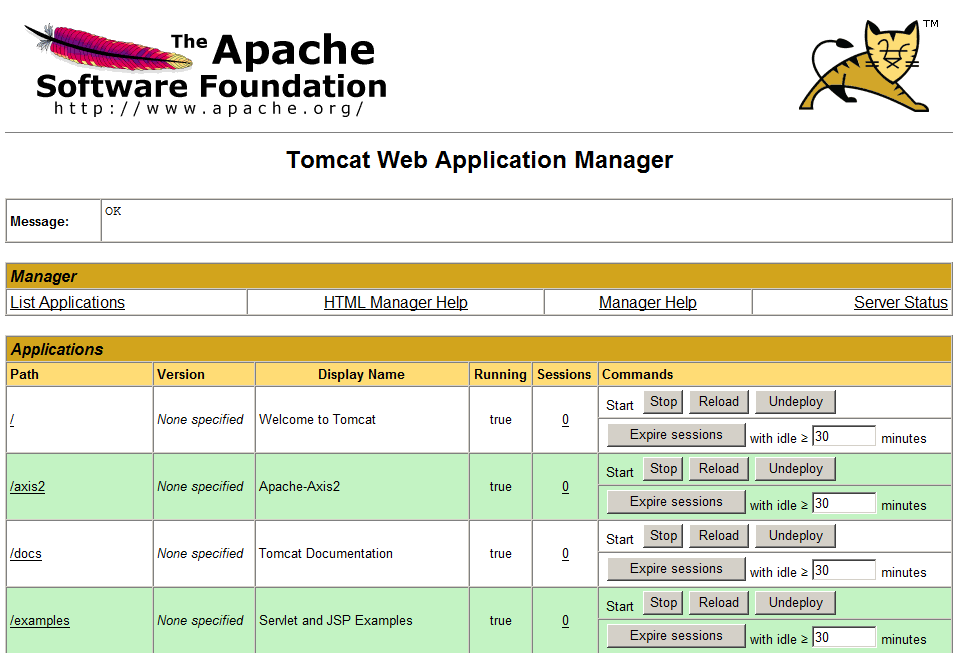 The Apache
Software Foundation
http://www.apache.org/
TM
Tomcat Web Application Manager
Message: OK
Manager
List Applications HTML Manager Help Manager Help Server Status
Applications
Path Version Display Name Running Sessions Commands
/ None specified Welcome to Tomcat true 0 Start Stop Reload Undeploy
Expire sessions with idle ≥ 30 minutes
/axis2 None specified Apache-Axis2 true 0 Start Stop Reload Undeploy
Expire sessions with idle ≥ 30 minutes
/docs None specified Tomcat Documentation true 0 Start Stop Reload Undeploy
Expire sessions with idle ≥ 30 minutes
/examples None specified Servlet and JSP Examples true 0 Start Stop Reload Undeploy
Expire sessions with idle ≥ 30 minutes